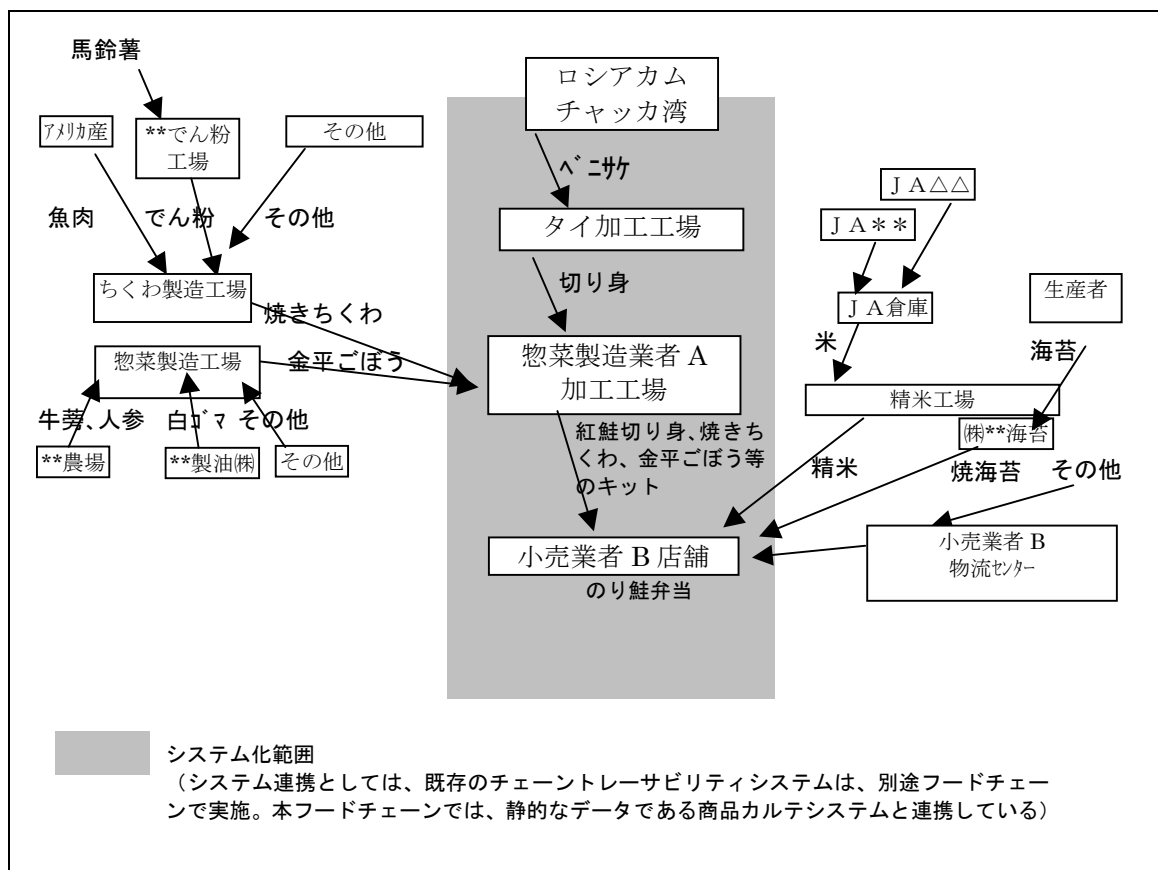 馬鈴薯
ｱﾒﾘｶ産
**でん粉
工場
その他
魚肉
でん粉
その他
ちくわ製造工場
焼きちくわ
惣菜製造工場
金平ごぼう
牛蒡、人参
白ｺﾞﾏ
その他
**農場
**製油㈱
その他
ロシアカム
チャッカ湾
ﾍﾞﾆｻｹ
タイ加工工場
切り身
惣菜製造業者 A
加工工場
紅鮭切り身、焼きち
くわ、金平ごぼう等
のキット
小売業者 B 店舗
のり鮭弁当
ＪＡ△△
ＪＡ＊＊
ＪＡ倉庫
米
精米工場
精米
生産者
海苔
㈱**海苔
焼海苔
その他
小売業者 B
物流ｾﾝﾀｰ
システム化範囲
（システム連携としては、既存のチェーントレーサビリティシステムは、別途フードチェー
ンで実施。本フードチェーンでは、静的なデータである商品カルテシステムと連携している）